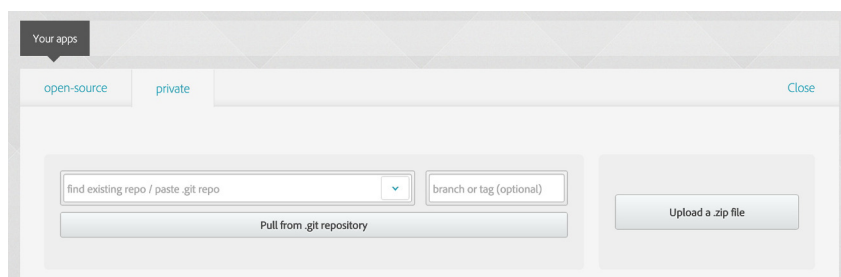 Your apps
open-source
private
Close
find existing repo / paste .git repo
branch or tag (optional)
Pull from .git repository
Upload a .zip file